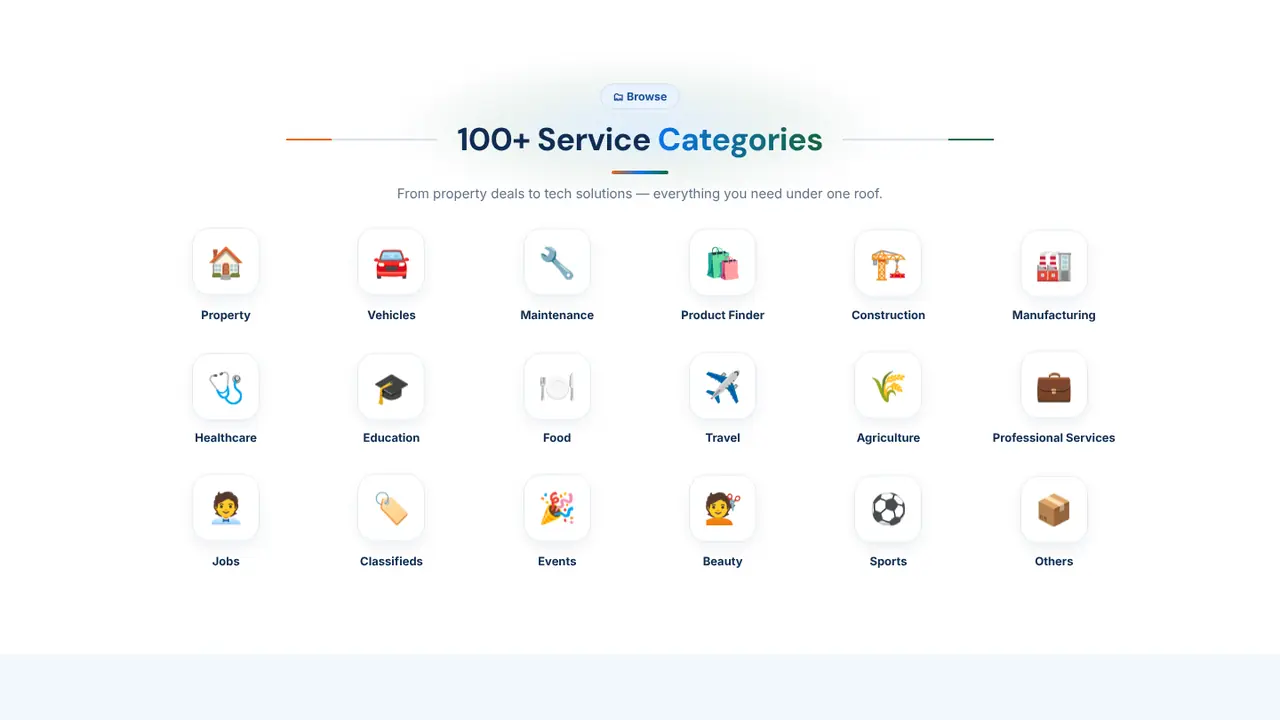 🗂 Browse
100+ Service Categories
From property deals to tech solutions — everything you need under one roof.
Property
Vehicles
Maintenance
Product Finder
Construction
Manufacturing
Healthcare
Education
Food
Travel
Agriculture
Professional Services
Jobs
Classifieds
Events
Beauty
Sports
Others